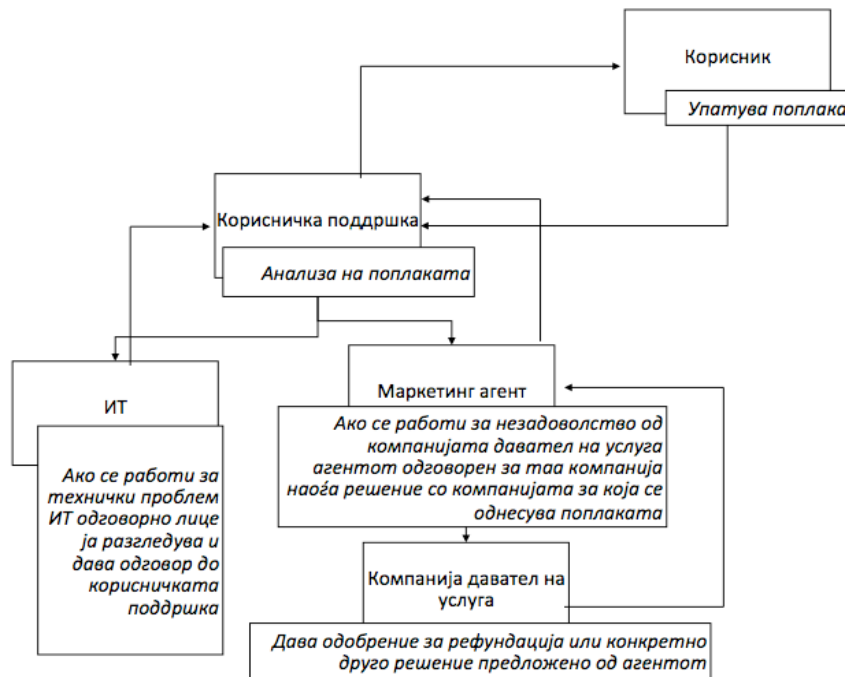 Корисник
Упатува поплака
Корисничка поддршка
Анализа на поплаката
ИТ
Ако се работи за
технички проблем
ИТ одговорно лице
ја разгледува и
дава одговор до
корисничката
поддршка
Маркетинг агент
Ако се работи за незадоволство од
компанијата давател на услуга
агентот одговорен за таа компанија
наоѓа решение со компанијата за која се
однесува поплаката
Компанија давател на
услуга
Дава одобрение за рефундација или конкретно
друго решение предложено од агентот